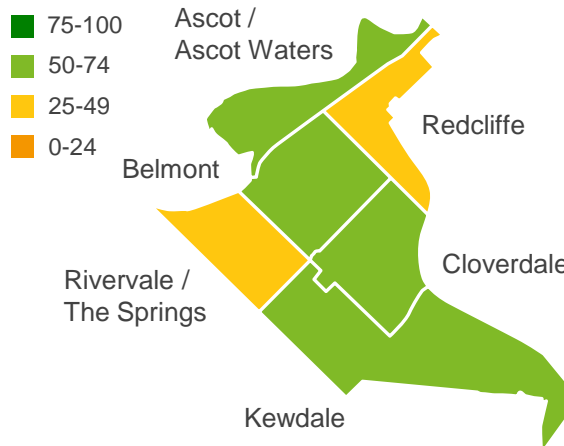 75-100
50-74
25-49
0-24
Ascot /
Ascot Waters
Redcliffe
Belmont
Cloverdale
Rivervale /
The Springs
Kewdale